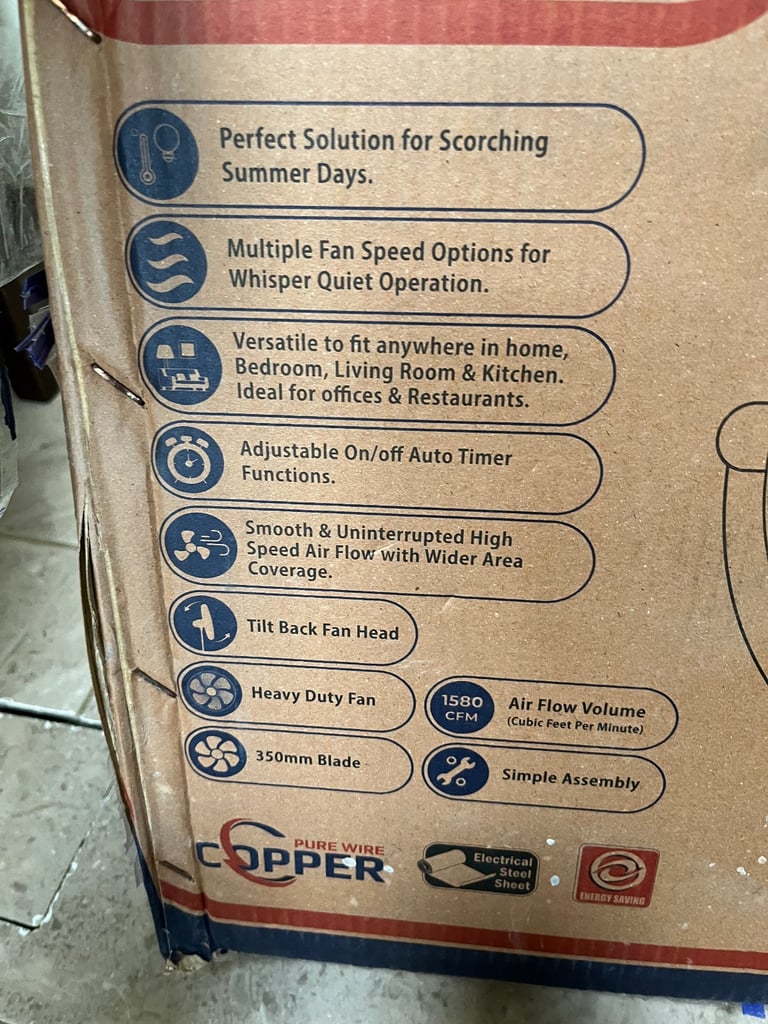 Perfect Solution for Scorching
Summer Days.
Multiple Fan Speed Options for
Whisper Quiet Operation.
Versatile to fit anywhere in home,
Bedroom, Living Room & Kitchen.
Ideal for offices & Restaurants.
Adjustable On/off Auto Timer
Functions.
Smooth & Uninterrupted High
Speed Air Flow with Wider Area
Coverage.
Tilt Back Fan Head
Heavy Duty Fan
1580
CFM
Air Flow Volume
(Cubic Feet Per Minute)
350mm Blade
Simple Assembly
PURE WIRE
COPPER
Electrical
Steel
Sheet
ENERGY SAVING